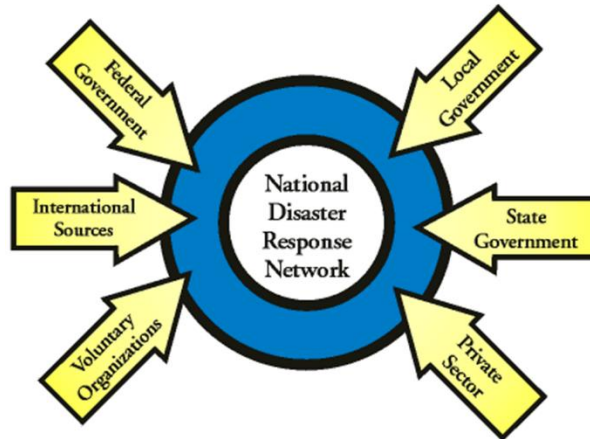 Federal
Government
Local
Government
International
Sources
National
Disaster
Response
Network
State
Government
Voluntary
Organizations
Private
Sector